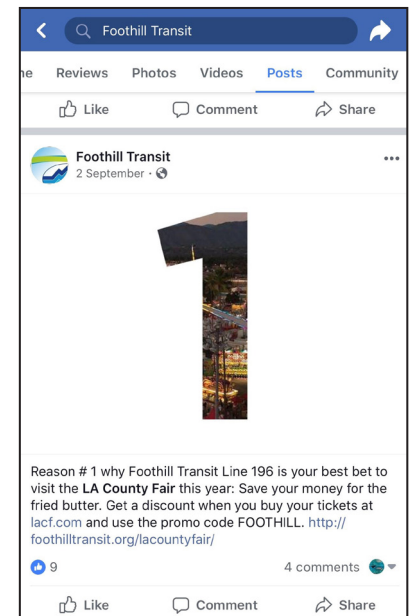 Foothill Transit
ne Reviews Photos Videos Posts Community
Like Comment Share
Foothill Transit
2 September ·
1
Reason # 1 why Foothill Transit Line 196 is your best bet to
visit the LA County Fair this year: Save your money for the
fried butter. Get a discount when you buy your tickets at
lacf.com and use the promo code FOOTHILL. http://
foothilltransit.org/lacountyfair/
9 4 comments
Like Comment Share